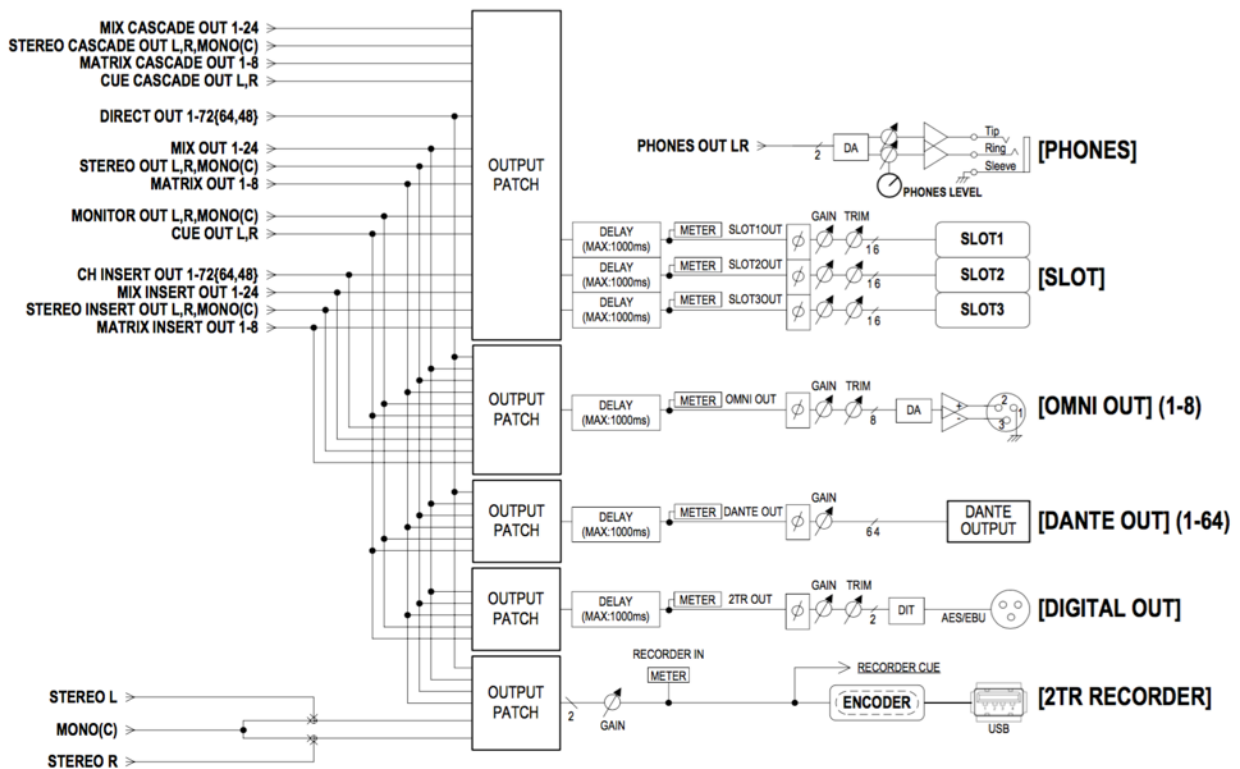 MIX CASCADE OUT 1-24
STEREO CASCADE OUT L,R,MONO(C)
MATRIX CASCADE OUT 1-8
CUE CASCADE OUT L,R
DIRECT OUT 1-72{64,48}
MIX OUT 1-24
STEREO OUT L,R,MONO(C)
MATRIX OUT 1-8
MONITOR OUT L,R,MONO(C)
CUE OUT L,R
CH INSERT OUT 1-72{64,48}
MIX INSERT OUT 1-24
STEREO INSERT OUT L,R,MONO(C)
MATRIX INSERT OUT 1-8
OUTPUT
PATCH
PHONES OUT LR
2
DA
PHONES LEVEL
Tip
Ring
Sleeve
[PHONES]
GAIN TRIM
DELAY
(MAX:1000ms)
METER SLOT1OUT
ϕ
16
SLOT1
DELAY
(MAX:1000ms)
METER SLOT2OUT
ϕ
16
SLOT2
[SLOT]
DELAY
(MAX:1000ms)
METER SLOT3OUT
ϕ
16
SLOT3
OUTPUT
PATCH
DELAY
(MAX:1000ms)
METER OMNI OUT
ϕ
GAIN TRIM
8
DA
+
-
2
1
3
[OMNI OUT] (1-8)
OUTPUT
PATCH
DELAY
(MAX:1000ms)
METER DANTE OUT
ϕ
GAIN
64
DANTE
OUTPUT
[DANTE OUT] (1-64)
OUTPUT
PATCH
DELAY
(MAX:1000ms)
METER 2TR OUT
ϕ
GAIN TRIM
2
DIT
AES/EBU
[DIGITAL OUT]
STEREO L
MONO(C)
STEREO R
OUTPUT
PATCH
2
GAIN
RECORDER IN
METER
RECORDER CUE
ENCODER
USB
[2TR RECORDER]